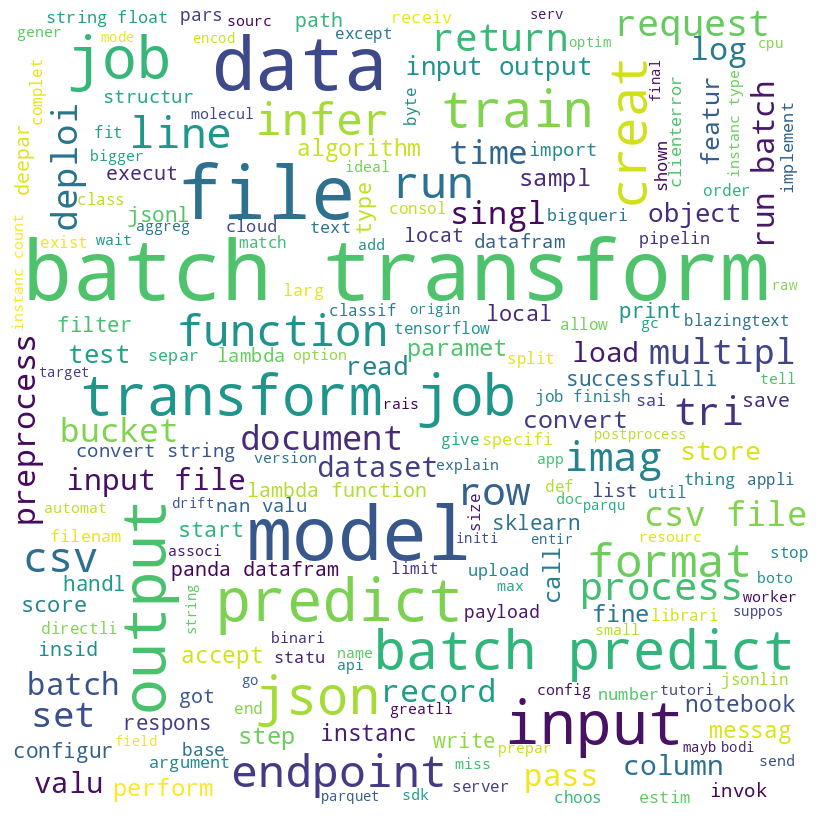 string float
pars
path
receiv
serv
gener
mode
sourc
except
return
request
encod
job
data
optim
cpu
log
complet
structur
input output
final
creat
molecul
byte
train
fit
line
infer
deepar
bigger
algorithm
time
import
shown
clienterror
featur
instanc type
run batch
implement
execut
ideal
run
sampl
order
deploi
class
jsonl
file
type
consol
singl
bigqueri
object
aggreg
cloud
text
locat
datafram
pipelin
exist
wait
match
add
instanc count
batch transform
raw
larg
classif
origin
local
print
filter
function
tensorflow
allow
gc
blazingtext
test
separ
lambda
option
paramet
split
load
multipl
target
read
successfulli
tell
preprocess
transform job
rais
job finish
sai
save
convert
tri
bucket
document
give
specifi
postprocess
convert string
version
explain
app
imag
store
input file
dataset
thing appli
lambda function
row
def
list
util
automat
drift
nan valu
size
doc
parqu
filenam
start
model
sklearn
csv file
initi
entir
resourc
csv
associ
output
panda datafram
limit
upload
call
format
stop
handl
max
process
boto
worker
score
string
predict
payload
fine
librari
suppos
directli
small
insid
binari
name
batch predict
accept
statu
api
batch
got
go
json
record
config
number
tutori
jsonlin
notebook
set
respons
end
greatli
input
step
instanc
write
messag
configur
field
base
prepar
mayb
bodi
argument
endpoint
miss
pass
column
send
valu
perform
server
invok
parquet
sdk
choos
estim